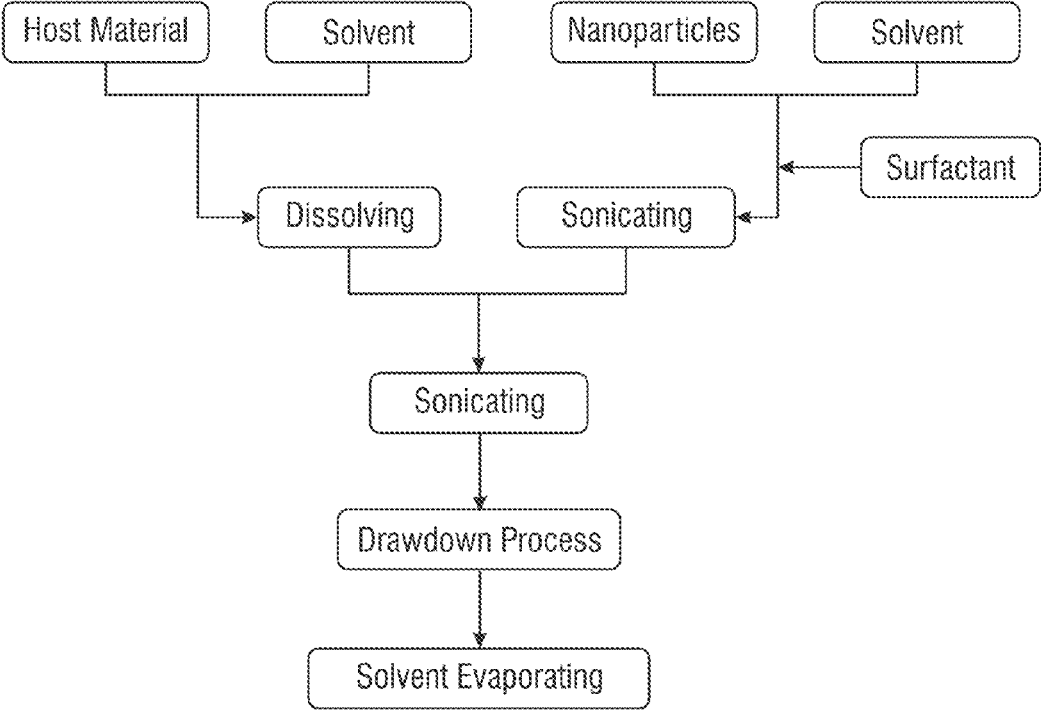 Host Material
Solvent
Nanoparticles
Solvent
Surfactant
Dissolving
Sonicating
Sonicating
Drawdown Process
Solvent Evaporating